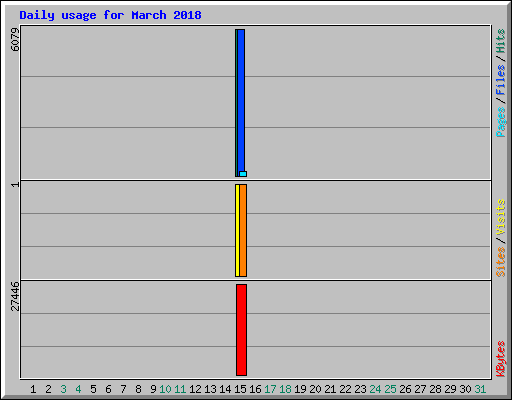 Daily usage for March 2018
6079
Pages/Files/Hits
1
Sites/Visits
27446
KBytes
1 2 3 4 5 6 7 8 9 10 11 12 13 14 15 16 17 18 19 20 21 22 23 24 25 26 27 28 29 30 31